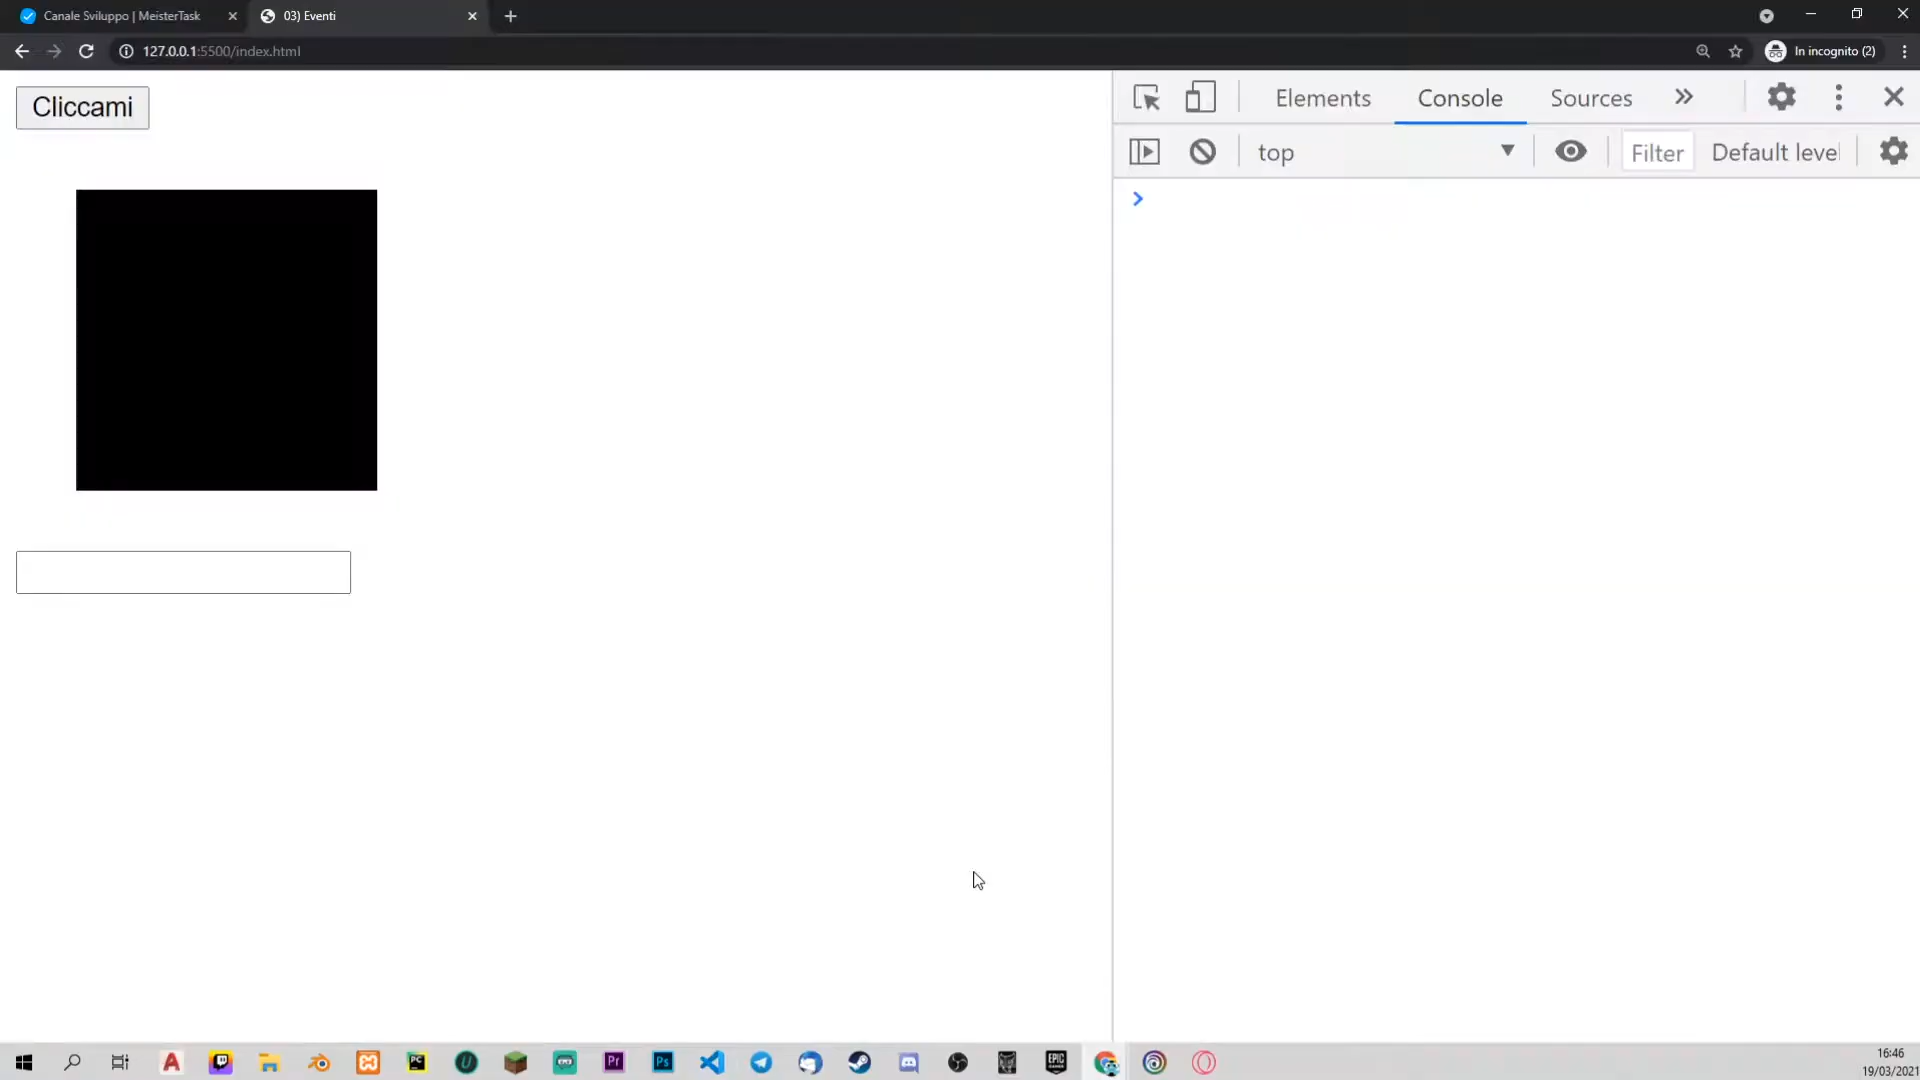 Canale Sviluppo | MeisterTask
03) Eventi
127.0.0.1:5500/index.html
In incognito (2)
Cliccami
Elements
Console
Sources
top
Filter
Default leve
16:46
19/03/2021